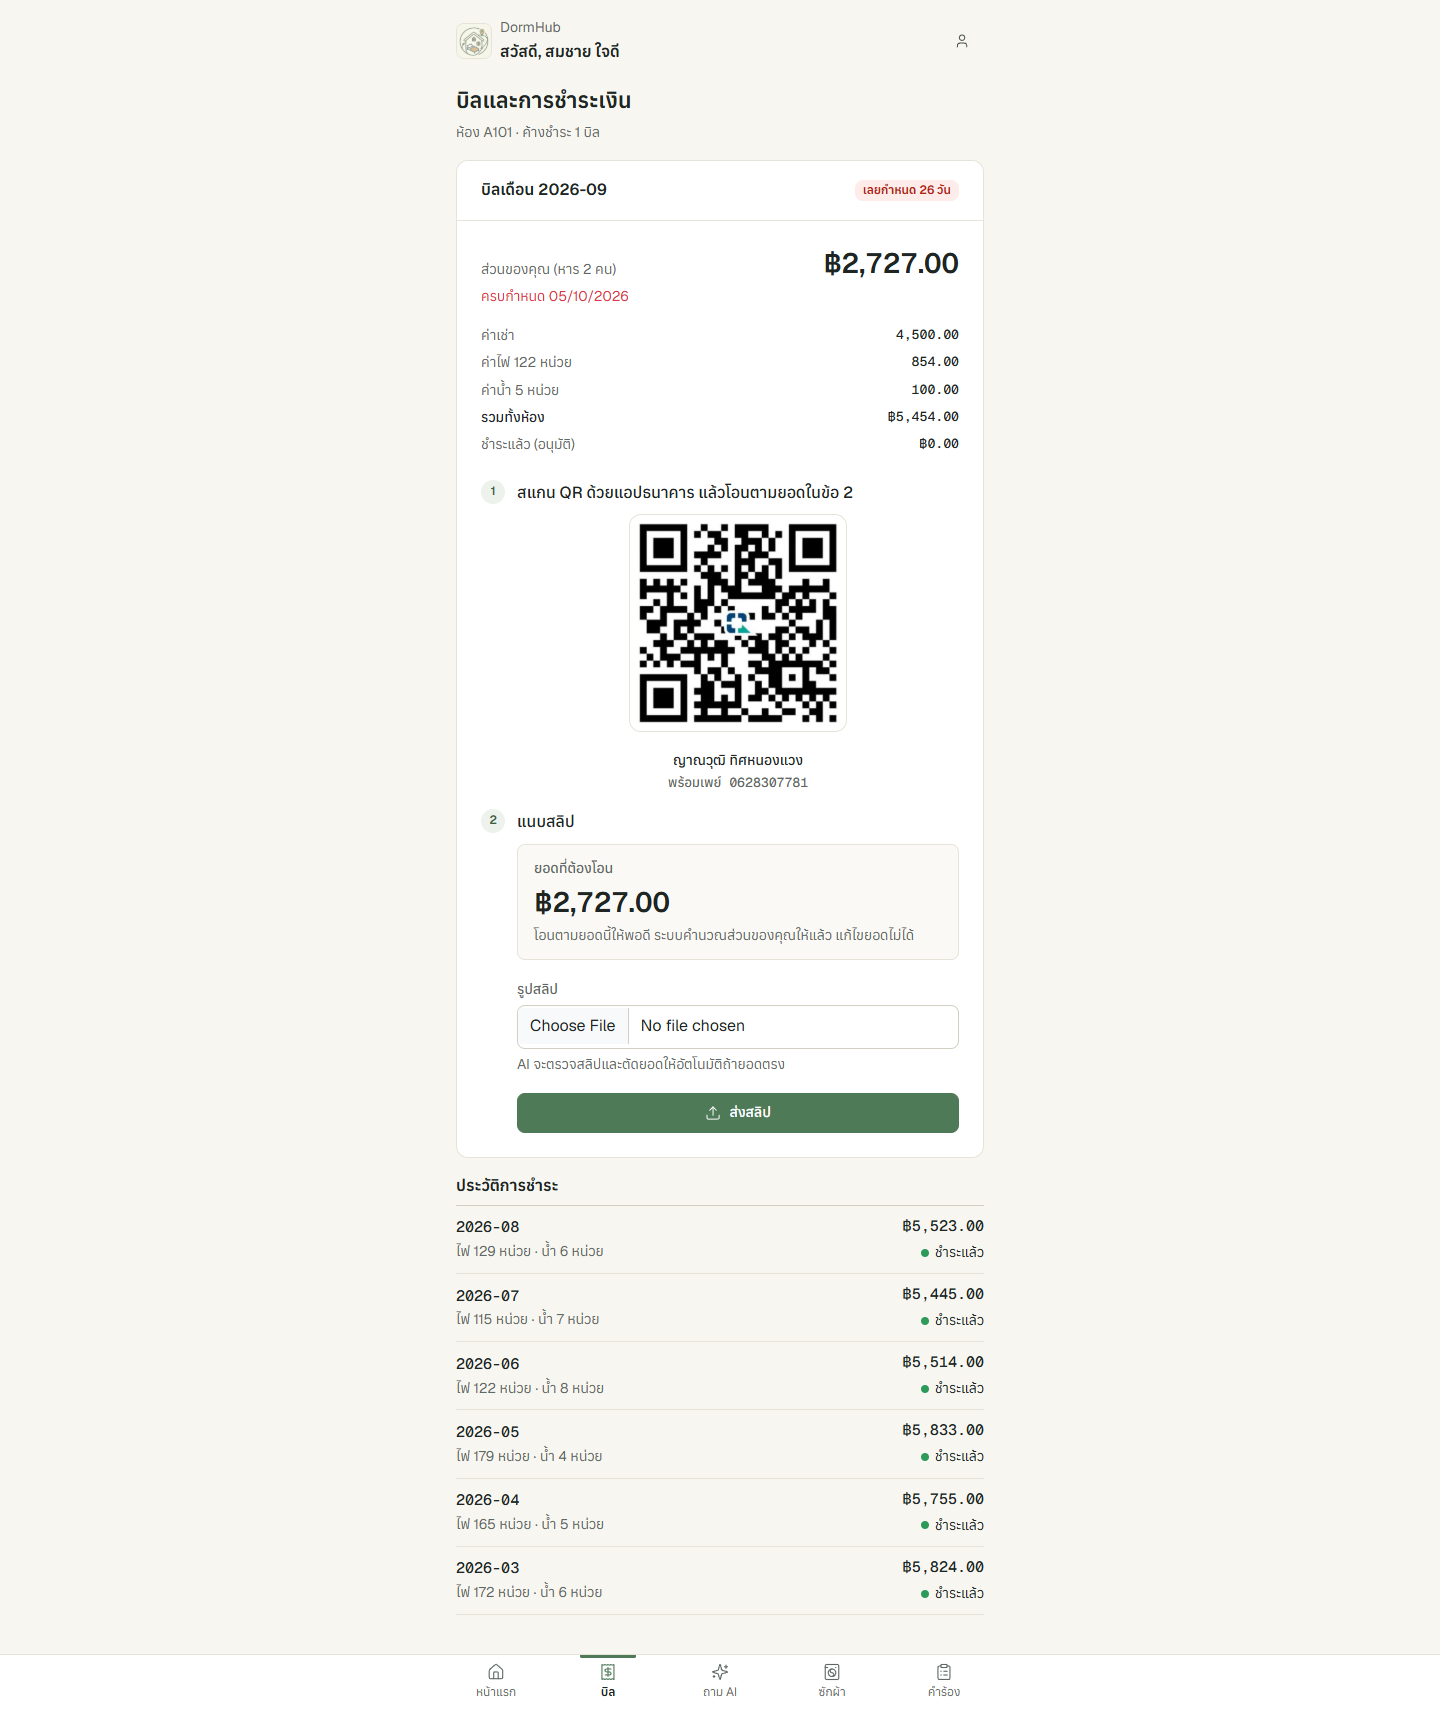 DormHub
สวัสดี, สมชาย ใจดี
บิลและการชำระเงิน
ห้อง A101 · ค้างชำระ 1 บิล
บิลเดือน 2026-09
เลยกำหนด 26 วัน
ส่วนของคุณ (หาร 2 คน)
฿2,727.00
ครบกำหนด 05/10/2026
ค่าเช่า 4,500.00
ค่าไฟ 122 หน่วย 854.00
ค่าน้ำ 5 หน่วย 100.00
รวมทั้งห้อง ฿5,454.00
ชำระแล้ว (อนุมัติ) ฿0.00
1 สแกน QR ด้วยแอปธนาคาร แล้วโอนตามยอดในข้อ 2
ญาณวุฒิ ทิศหนองแวง
พร้อมเพย์ 0628307781
2 แนบสลิป
ยอดที่ต้องโอน
฿2,727.00
โอนตามยอดนี้ให้พอดี ระบบคำนวณส่วนของคุณให้แล้ว แก้ไขยอดไม่ได้
รูปสลิป
Choose File No file chosen
AI จะตรวจสลิปและตัดยอดให้อัตโนมัติถ้ายอดตรง
ส่งสลิป
ประวัติการชำระ
2026-08 ฿5,523.00
ไฟ 129 หน่วย · น้ำ 6 หน่วย ชำระแล้ว
2026-07 ฿5,445.00
ไฟ 115 หน่วย · น้ำ 7 หน่วย ชำระแล้ว
2026-06 ฿5,514.00
ไฟ 122 หน่วย · น้ำ 8 หน่วย ชำระแล้ว
2026-05 ฿5,833.00
ไฟ 179 หน่วย · น้ำ 4 หน่วย ชำระแล้ว
2026-04 ฿5,755.00
ไฟ 165 หน่วย · น้ำ 5 หน่วย ชำระแล้ว
2026-03 ฿5,824.00
ไฟ 172 หน่วย · น้ำ 6 หน่วย ชำระแล้ว
หน้าแรก บิล ถาม AI ซักผ้า คำร้อง